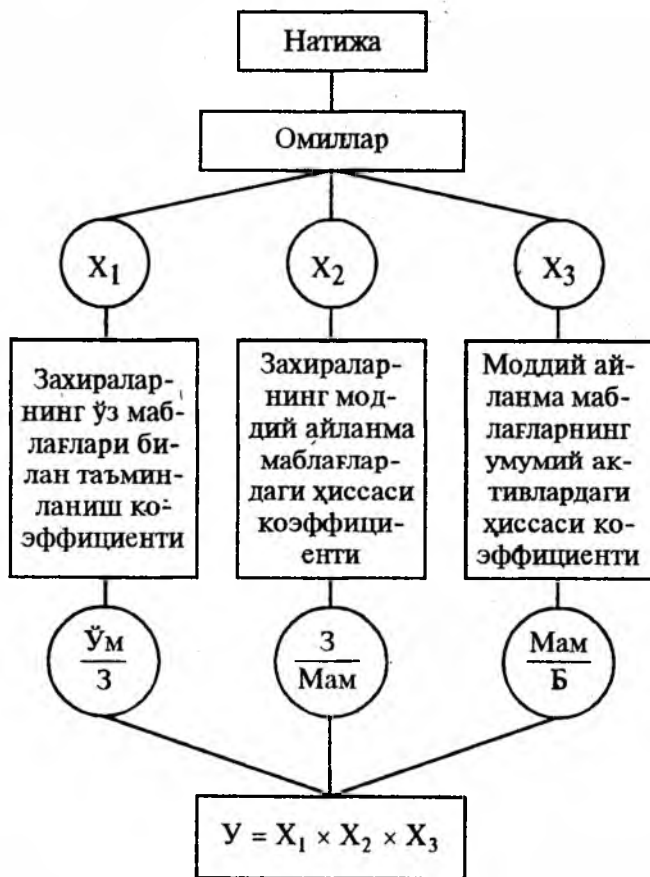 Натижа
Омиллар
X₁
X₂
X₃
Захиралар-
нинг ўз маб-
лағлари би-
лан таъмин-
ланиш ко-
эффициенти
Захиралар-
нинг мод-
дий айланма
маблағлар-
даги ҳиссаси
коэффици-
енти
Моддий ай-
ланма маб-
лағларнинг
умумий ак-
тивлардаги
ҳиссаси ко-
эффициенти
Ўм
З
З
Мам
Мам
Б
У = X₁ × X₂ × X₃